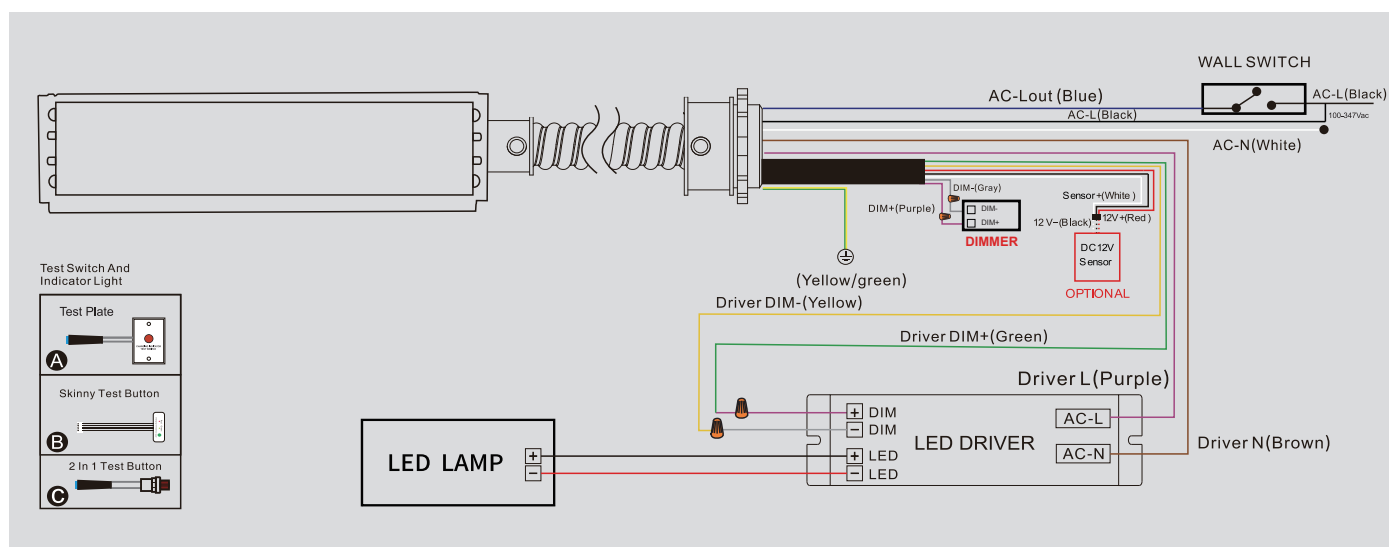 WALL SWITCH
AC-Lout (Blue)
AC-L(Black)
AC-L(Black)
100-347Vac
AC-N(White)
DIM-(Gray)
Sensor+(White)
DIM+(Purple)
DIM-
DIM+
12V-(Black)
12V+(Red)
DIMMER
DC12V
Sensor
OPTIONAL
(Yellow/green)
Test Switch And
Indicator Light
Test Plate
A
Skinny Test Button
B
2 In 1 Test Button
C
Driver DIM-(Yellow)
Driver DIM+(Green)
Driver L(Purple)
Driver N(Brown)
LED LAMP
+
−
+ DIM
− DIM
+ LED
− LED
LED DRIVER
AC-L
AC-N